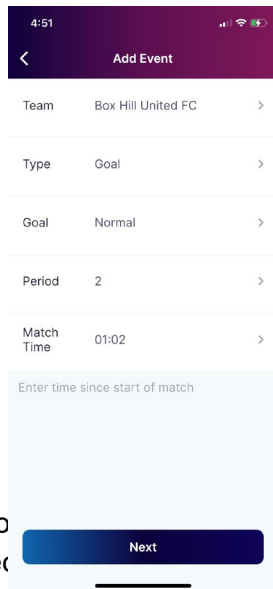 4:51
Add Event
Team Box Hill United FC
Type Goal
Goal Normal
Period 2
Match
Time 01:02
Enter time since start of match
Next